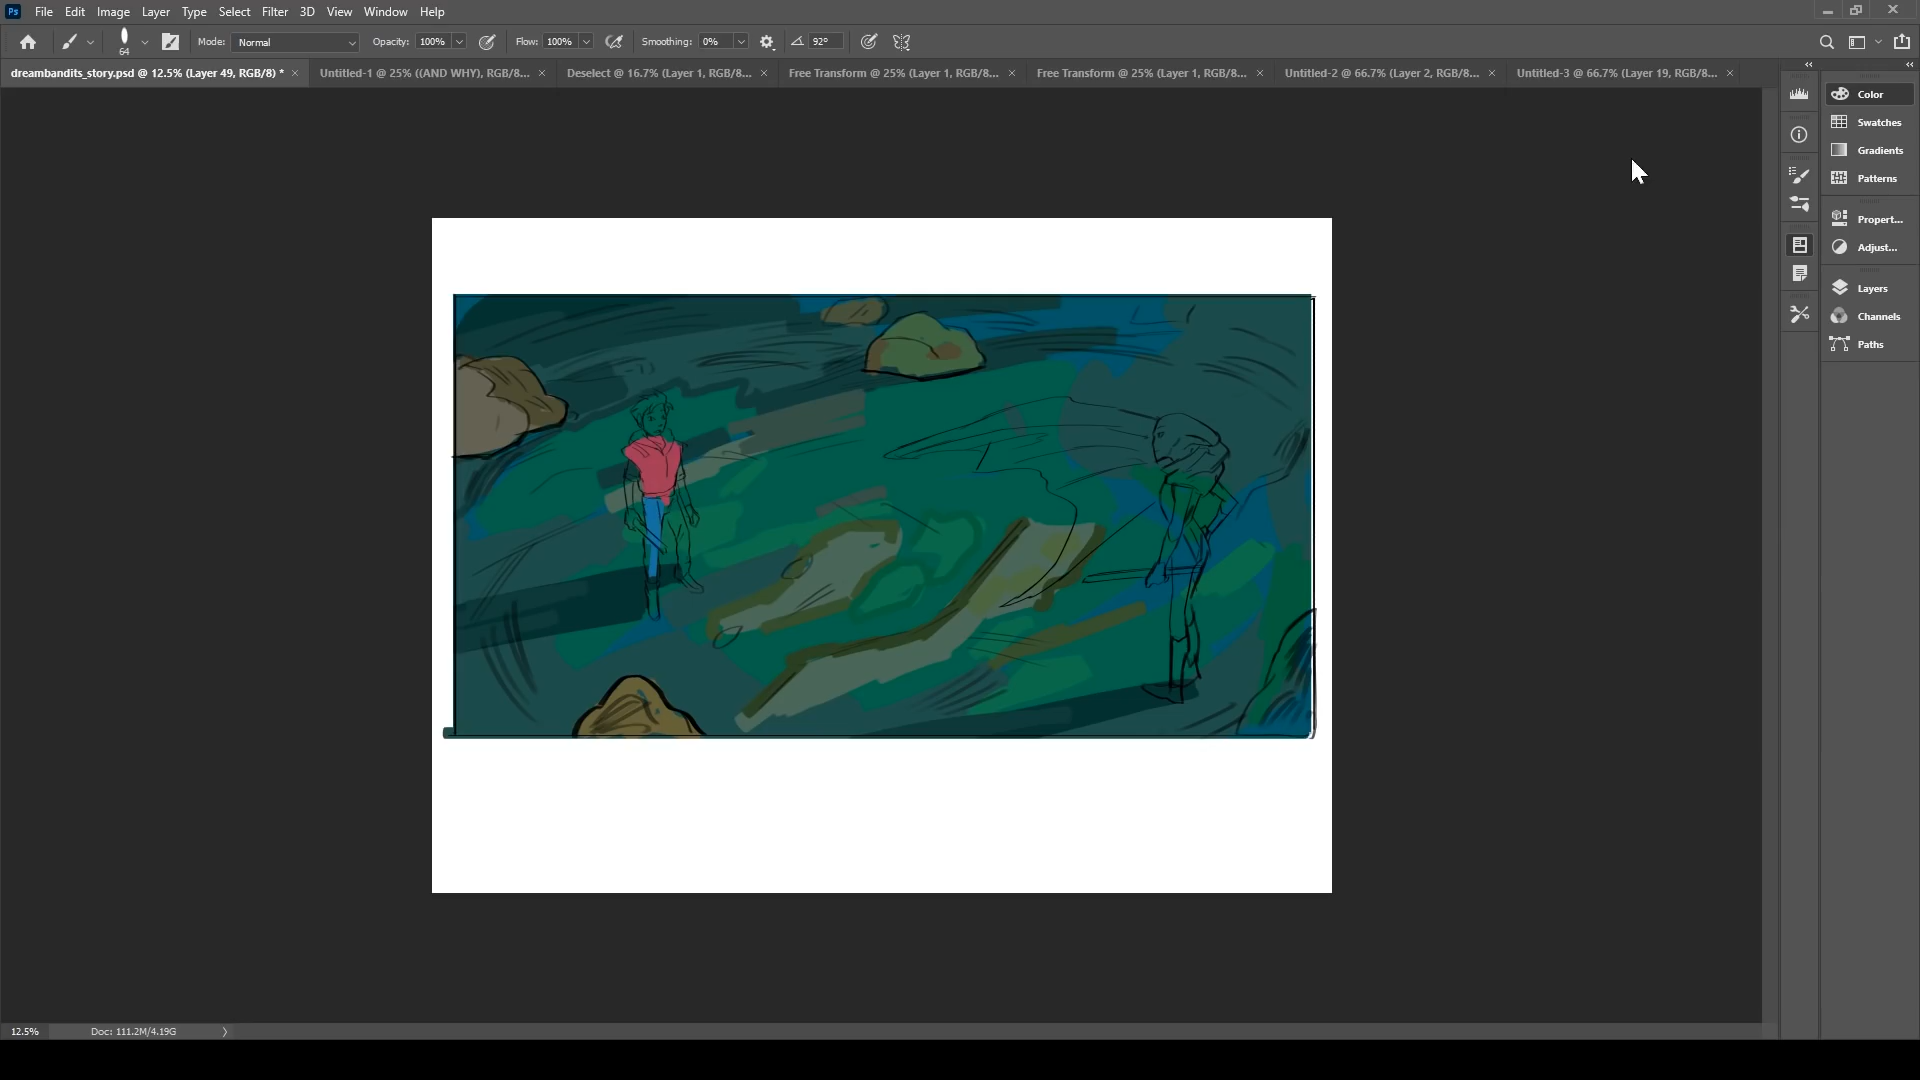 Ps File Edit Image Layer Type Select Filter 3D View Window Help
64 Mode: Normal Opacity: 100% Flow: 100% Smoothing: 0% 92°
dreambandits_story.psd @ 12.5% (Layer 49, RGB/8) * Untitled-1 @ 25% ((AND WHY), RGB/8... Deselect @ 16.7% (Layer 1, RGB/8... Free Transform @ 25% (Layer 1, RGB/8... Free Transform @ 25% (Layer 1, RGB/8... Untitled-2 @ 66.7% (Layer 2, RGB/8... Untitled-3 @ 66.7% (Layer 19, RGB/8...
Color
Swatches
Gradients
Patterns
Propert...
Adjust...
Layers
Channels
Paths
12.5% Doc: 111.2M/4.19G